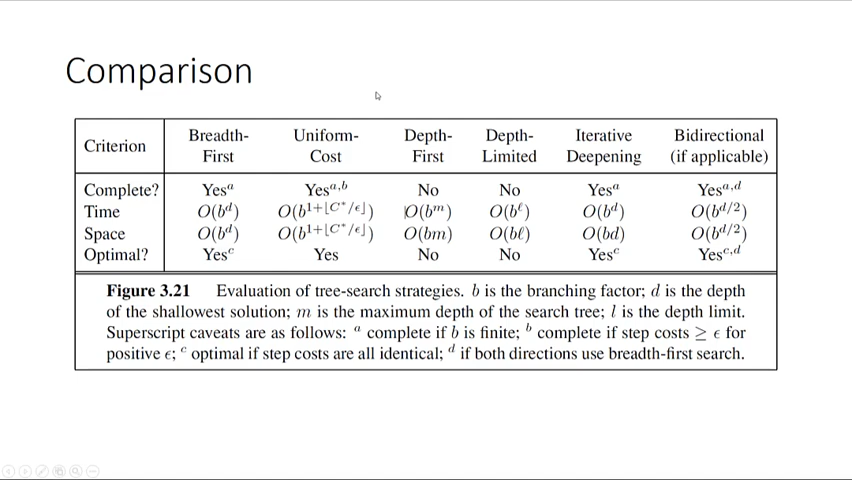 Comparison
Criterion Breadth-First Uniform-Cost Depth-First Depth-Limited Iterative Deepening Bidirectional (if applicable)
Complete? Yes^a Yes^{a,b} No No Yes^a Yes^{a,d}
Time O(b^d) O(b^{1+⌊C*/ϵ⌋}) O(b^m) O(b^ℓ) O(b^d) O(b^{d/2})
Space O(b^d) O(b^{1+⌊C*/ϵ⌋}) O(bm) O(bℓ) O(bd) O(b^{d/2})
Optimal? Yes^c Yes No No Yes^c Yes^{c,d}
Figure 3.21 Evaluation of tree-search strategies. b is the branching factor; d is the depth
of the shallowest solution; m is the maximum depth of the search tree; l is the depth limit.
Superscript caveats are as follows: ^a complete if b is finite; ^b complete if step costs ≥ ϵ for
positive ϵ; ^c optimal if step costs are all identical; ^d if both directions use breadth-first search.